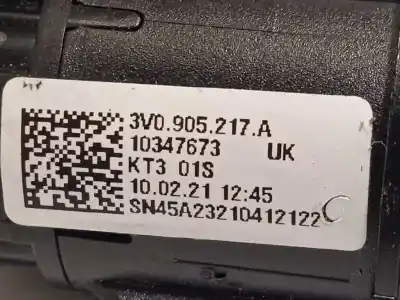 3V0.905.217.A
10347673 UK
KT3 01S
10.02.21 12:45
SN45A23210412122